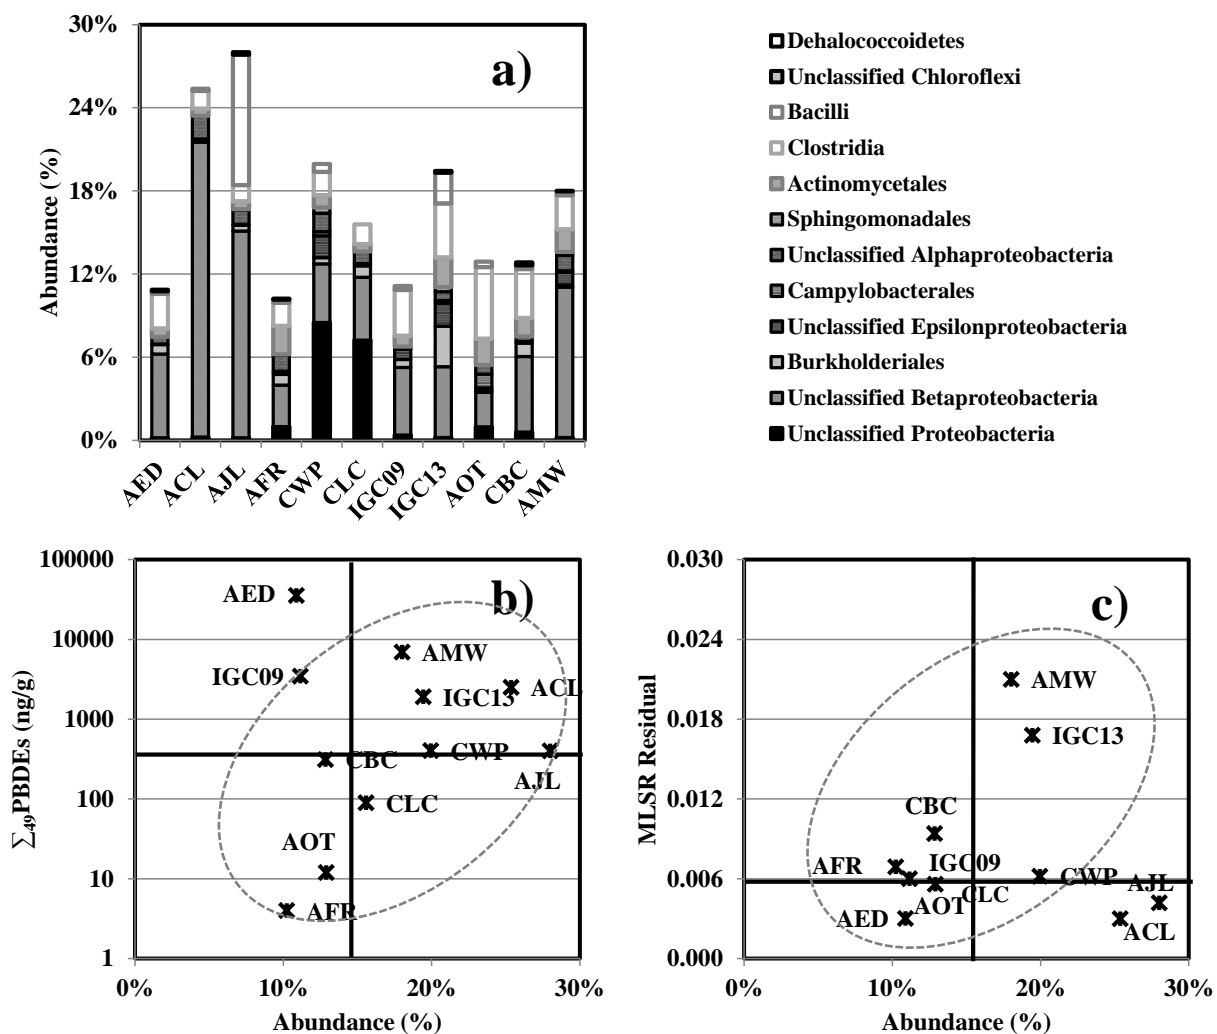 30%
24%
18%
12%
6%
0%
Abundance (%)
a)
AED
ACL
AJL
AFR
CWP
CLC
IGC09
IGC13
AOT
CBC
AMW
Dehalococcoidetes
Unclassified Chloroflexi
Bacilli
Clostridia
Actinomycetales
Sphingomonadales
Unclassified Alphaproteobacteria
Campylobacterales
Unclassified Epsilonproteobacteria
Burkholderiales
Unclassified Betaproteobacteria
Unclassified Proteobacteria
100000
10000
1000
100
10
1
∑49PBDEs (ng/g)
b)
AED
AMW
IGC09
IGC13
ACL
CBC
CWP
AJL
CLC
AOT
AFR
0%
10%
20%
30%
Abundance (%)
0.030
0.024
0.018
0.012
0.006
0.000
MLSR Residual
c)
AMW
IGC13
CBC
AFR
IGC09
CWP
AJL
CLC
AOT
AED
ACL
0%
10%
20%
30%
Abundance (%)